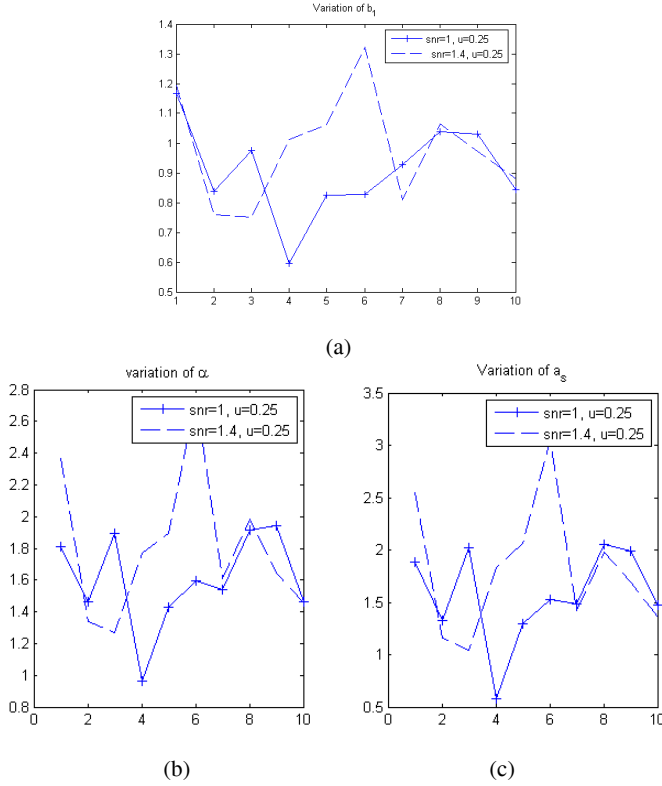 Variation of b1
1.4
1.3
1.2
1.1
1
0.9
0.8
0.7
0.6
0.5
snr=1, u=0.25
snr=1.4, u=0.25
1 2 3 4 5 6 7 8 9 10
(a)
variation of α
2.8
2.6
2.4
2.2
2
1.8
1.6
1.4
1.2
1
0.8
snr=1, u=0.25
snr=1.4, u=0.25
0 2 4 6 8 10
(b)
Variation of as
3.5
3
2.5
2
1.5
1
0.5
snr=1, u=0.25
snr=1.4, u=0.25
0 2 4 6 8 10
(c)